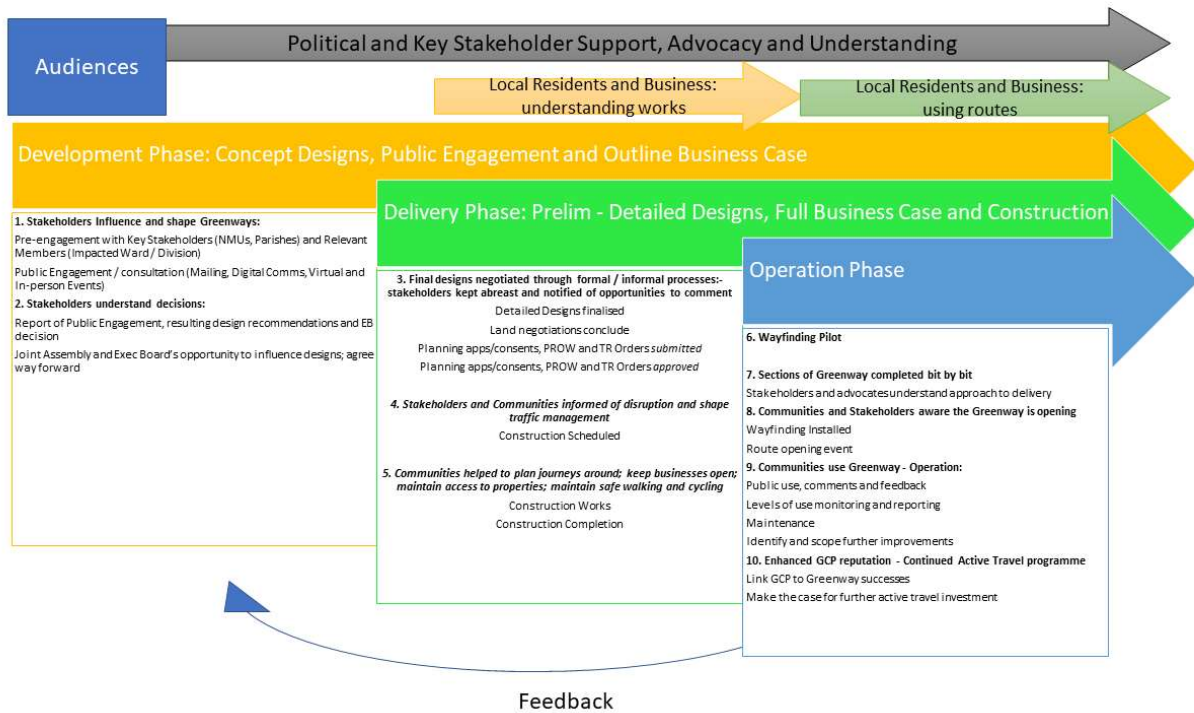 Political and Key Stakeholder Support, Advocacy and Understanding
Audiences
Local Residents and Business:
understanding works
Local Residents and Business:
using routes
Development Phase: Concept Designs, Public Engagement and Outline Business Case
1. Stakeholders Influence and shape Greenways:
Pre-engagement with Key Stakeholders (NMUs, Parishes) and Relevant
Members (Impacted Ward / Division)
Public Engagement / consultation (Mailing, Digital Comms, Virtual and
In-person Events)
2. Stakeholders understand decisions:
Report of Public Engagement, resulting design recommendations and EB
decision
Joint Assembly and Exec Board's opportunity to influence designs; agree
way forward
Delivery Phase: Prelim - Detailed Designs, Full Business Case and Construction
3. Final designs negotiated through formal / informal processes:-
stakeholders kept abreast and notified of opportunities to comment
Detailed Designs finalised
Land negotiations conclude
Planning apps/consents, PROW and TR Orders submitted
Planning apps/consents, PROW and TR Orders approved
4. Stakeholders and Communities informed of disruption and shape
traffic management
Construction Scheduled
5. Communities helped to plan journeys around; keep businesses open;
maintain access to properties; maintain safe walking and cycling
Construction Works
Construction Completion
Operation Phase
6. Wayfinding Pilot
7. Sections of Greenway completed bit by bit
Stakeholders and advocates understand approach to delivery
8. Communities and Stakeholders aware the Greenway is opening
Wayfinding Installed
Route opening event
9. Communities use Greenway - Operation:
Public use, comments and feedback
Levels of use monitoring and reporting
Maintenance
Identify and scope further improvements
10. Enhanced GCP reputation - Continued Active Travel programme
Link GCP to Greenway successes
Make the case for further active travel investment
Feedback